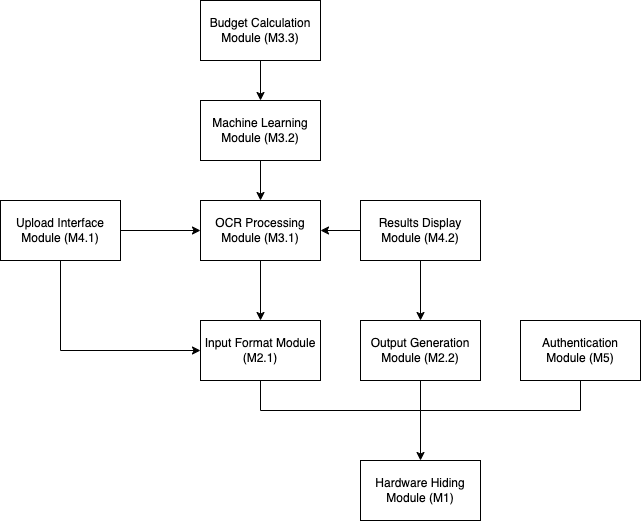 Budget Calculation
Module (M3.3)
Machine Learning
Module (M3.2)
Upload Interface
Module (M4.1)
OCR Processing
Module (M3.1)
Results Display
Module (M4.2)
Input Format Module
(M2.1)
Output Generation
Module (M2.2)
Authentication
Module (M5)
Hardware Hiding
Module (M1)